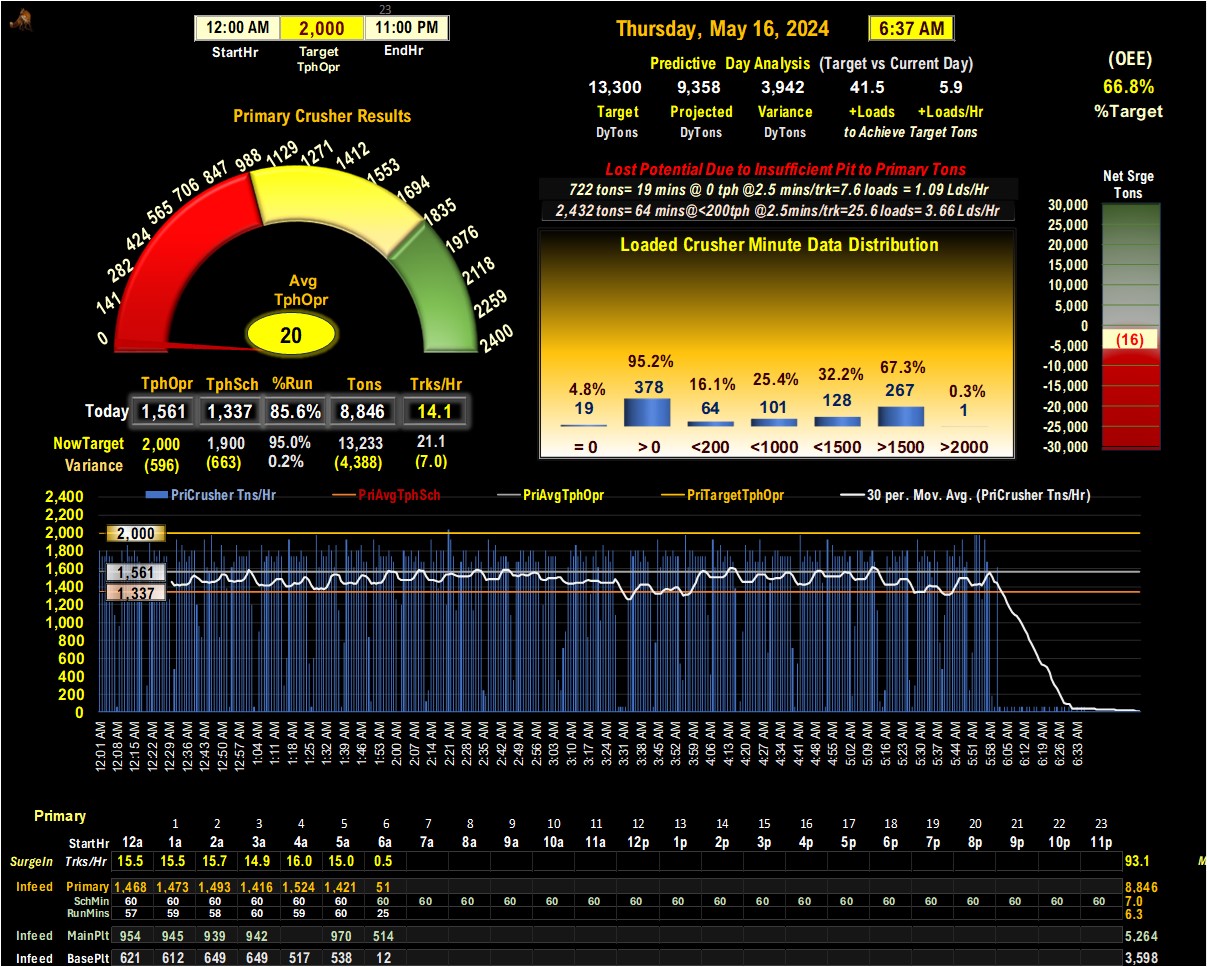 23
12:00 AM 2,000 11:00 PM
StartHr Target TphOpr EndHr
Thursday, May 16, 2024 6:37 AM
Predictive Day Analysis (Target vs Current Day)
13,300 9,358 3,942 41.5 5.9
Target Projected Variance +Loads +Loads/Hr
DyTons DyTons DyTons to Achieve Target Tons
(OEE)
66.8%
%Target
Primary Crusher Results
0 141 282 424 565 706 847 988 1129 1271 1412 1553 1694 1835 1976 2118 2259 2400
Avg
TphOpr
20
Lost Potential Due to Insufficient Pit to Primary Tons
722 tons= 19 mins @ 0 tph @2.5 mins/trk=7.6 loads = 1.09 Lds/Hr
2,432 tons= 64 mins@<200tph @2.5mins/trk=25.6 loads= 3.66 Lds/Hr
Loaded Crusher Minute Data Distribution
4.8% 95.2% 16.1% 25.4% 32.2% 67.3% 0.3%
19 378 64 101 128 267 1
= 0 > 0 <200 <1000 <1500 >1500 >2000
Net Srge
Tons
30,000
25,000
20,000
15,000
10,000
5,000
0
-5,000
-10,000
-15,000
-20,000
-25,000
-30,000
(16)
TphOpr TphSch %Run Tons Trks/Hr
Today 1,561 1,337 85.6% 8,846 14.1
NowTarget 2,000 1,900 95.0% 13,233 21.1
Variance (596) (663) 0.2% (4,388) (7.0)
PriCrusher Tns/Hr PriAvgTphSch PriAvgTphOpr PriTargetTphOpr 30 per. Mov. Avg. (PriCrusher Tns/Hr)
2,400
2,200
2,000
1,800
1,600
1,400
1,200
1,000
800
600
400
200
0
2,000
1,561
1,337
12:01 AM 12:08 AM 12:15 AM 12:22 AM 12:29 AM 12:36 AM 12:43 AM 12:50 AM 12:57 AM 1:04 AM 1:11 AM 1:18 AM 1:25 AM 1:32 AM 1:39 AM 1:46 AM 1:53 AM 2:00 AM 2:07 AM 2:14 AM 2:21 AM 2:28 AM 2:35 AM 2:42 AM 2:49 AM 2:56 AM 3:03 AM 3:10 AM 3:17 AM 3:24 AM 3:31 AM 3:38 AM 3:45 AM 3:52 AM 3:59 AM 4:06 AM 4:13 AM 4:20 AM 4:27 AM 4:34 AM 4:41 AM 4:48 AM 4:55 AM 5:02 AM 5:09 AM 5:16 AM 5:23 AM 5:30 AM 5:37 AM 5:44 AM 5:51 AM 5:58 AM 6:05 AM 6:12 AM 6:19 AM 6:26 AM 6:33 AM
Primary
1 2 3 4 5 6 7 8 9 10 11 12 13 14 15 16 17 18 19 20 21 22 23
StartHr 12a 1a 2a 3a 4a 5a 6a 7a 8a 9a 10a 11a 12p 1p 2p 3p 4p 5p 6p 7p 8p 9p 10p 11p
SurgeIn Trks/Hr 15.5 15.5 15.7 14.9 16.0 15.0 0.5 93.1 M
Infeed Primary 1,468 1,473 1,493 1,416 1,524 1,421 51 8,846
SchMin 60 60 60 60 60 60 60 60 60 60 60 60 60 60 60 60 60 60 60 60 60 60 60 60 7.0
RunMins 57 59 58 60 59 60 25 6.3
Infeed MainPlt 954 945 939 942 970 514 5,264
Infeed BasePlt 621 612 649 649 517 538 12 3,598